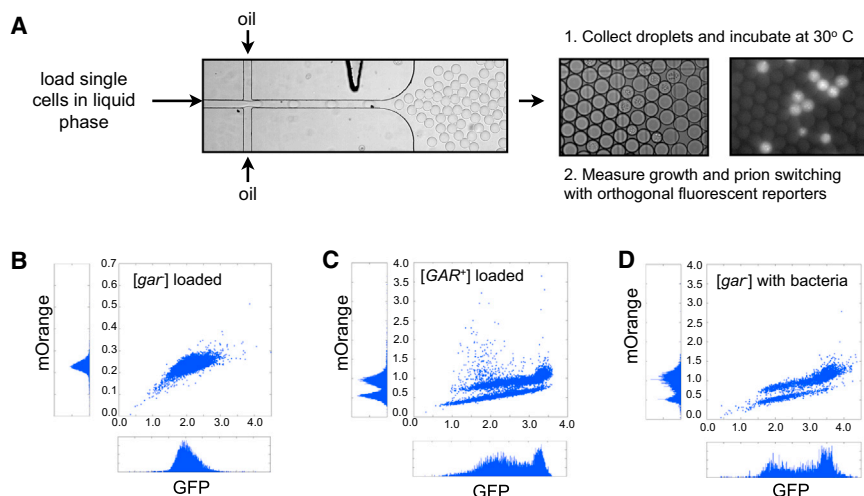 A
oil
load single
cells in liquid
phase
oil
1. Collect droplets and incubate at 30º C
2. Measure growth and prion switching
with orthogonal fluorescent reporters
B
[gar-] loaded
mOrange
0.7
0.6
0.5
0.4
0.3
0.2
0.1
0.0
0.0 1.0 2.0 3.0 4.0
GFP
C
[GAR+] loaded
mOrange
4.0
3.5
3.0
2.5
2.0
1.5
1.0
0.5
0.0
0.0 1.0 2.0 3.0 4.0
GFP
D
[gar-] with bacteria
mOrange
4.0
3.5
3.0
2.5
2.0
1.5
1.0
0.5
0.0
0.0 1.0 2.0 3.0 4.0
GFP